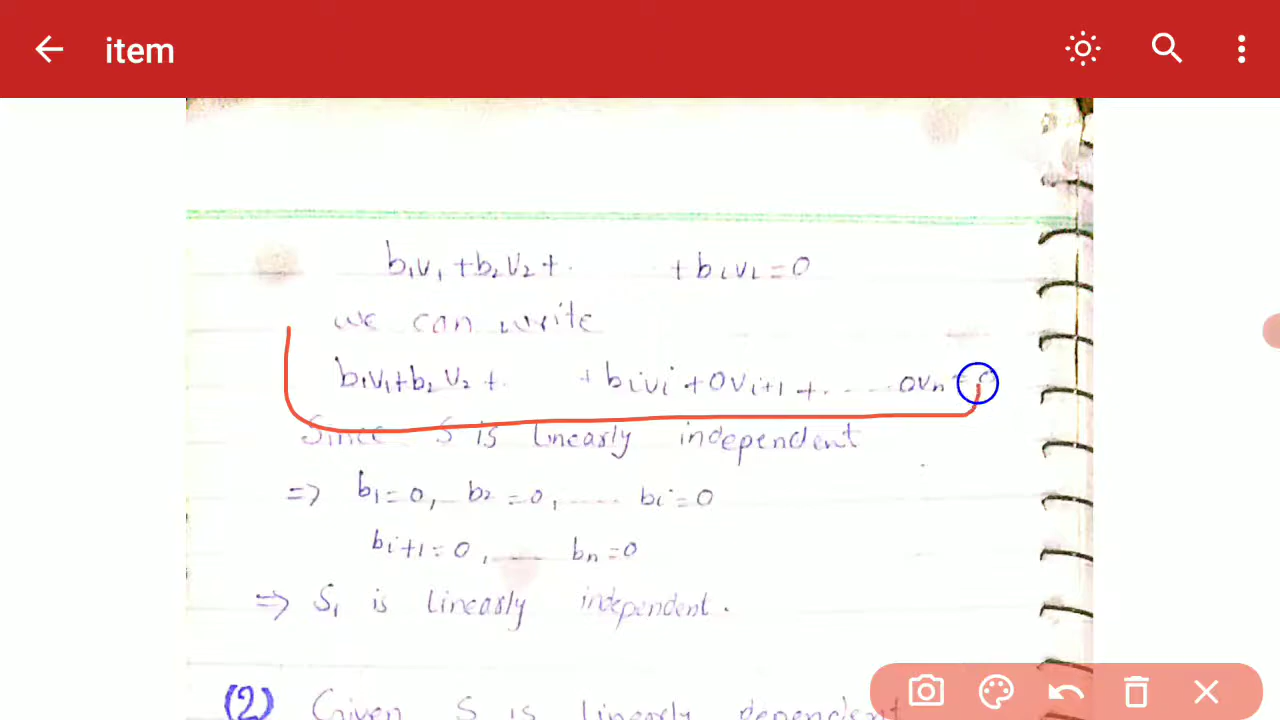 item
b₁v₁ + b₂v₂ + . + bᵢvᵢ = 0
we can write
b₁v₁ + b₂v₂ + . + bᵢvᵢ + 0vᵢ₊₁ + ....... 0vₙ = 0
Since S is linearly independent
=> b₁ = 0, b₂ = 0, ..... bᵢ = 0
bᵢ₊₁ = 0, ..... bₙ = 0
=> S₁ is linearly independent.
(2) Given S is linearly dependent